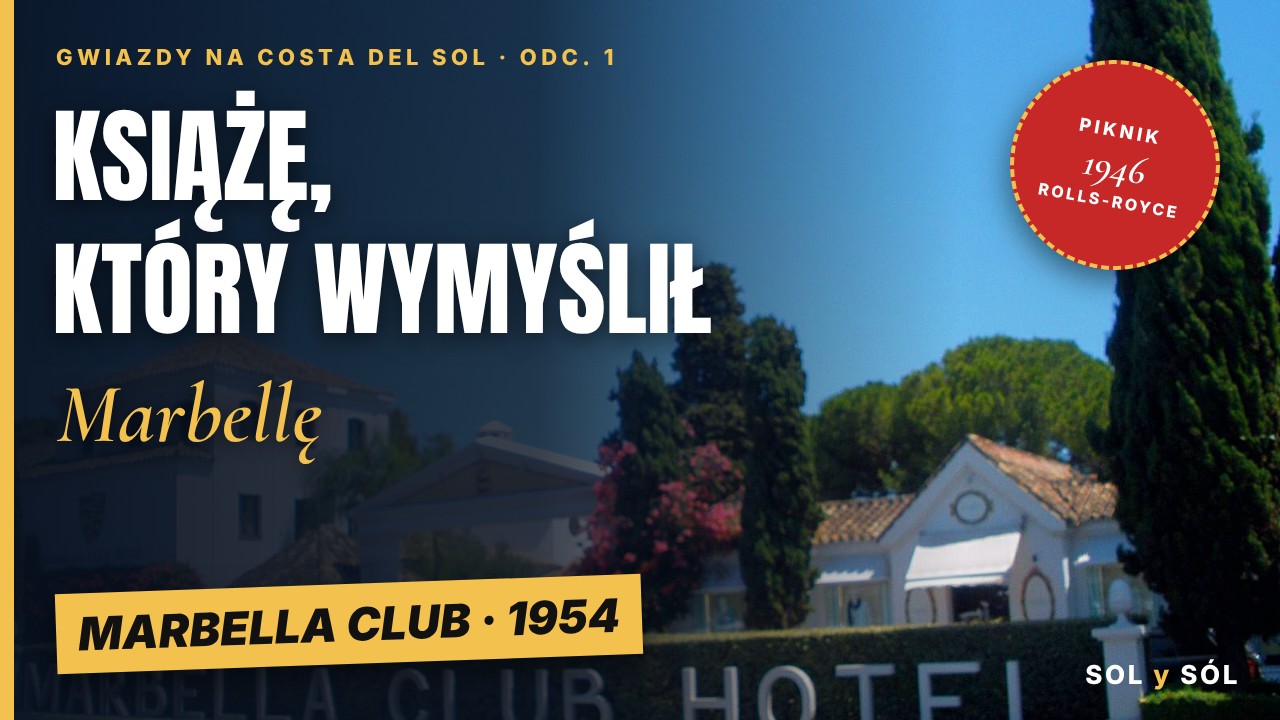 GWIAZDY NA COSTA DEL SOL · ODC. 1
KSIĄŻĘ,
KTÓRY WYMYŚLIŁ
Marbellę
PIKNIK
1946
ROLLS-ROYCE
MARBELLA CLUB · 1954
MARBELLA CLUB HOTEL
SOL y SÓL